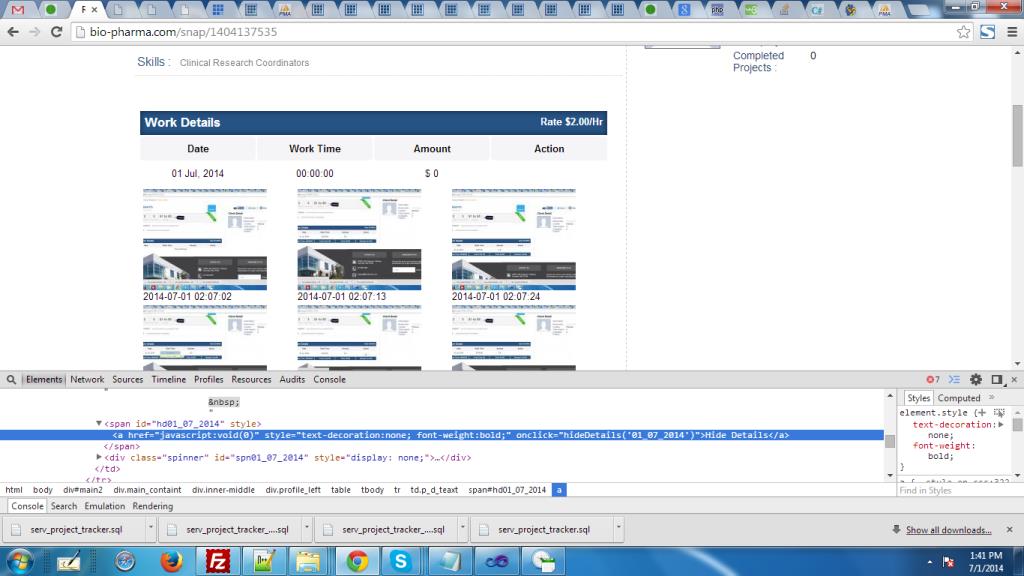 F ×
PMA
C#
PMA
bio-pharma.com/snap/1404137535
Skills : Clinical Research Coordinators
Completed Projects : 0
Work Details Rate $2.00/Hr
Date Work Time Amount Action
01 Jul, 2014 00:00:00 $ 0
2014-07-01 02:07:02 2014-07-01 02:07:13 2014-07-01 02:07:24
Elements Network Sources Timeline Profiles Resources Audits Console 7
"
&nbsp;
"
▼<span id="hd01_07_2014" style>
<a href="javascript:void(0)" style="text-decoration:none; font-weight:bold;" onclick="hideDetails('01_07_2014')">Hide Details</a>
</span>
▶<div class="spinner" id="spn01_07_2014" style="display: none;">…</div>
</td>
</tr>
Styles Computed »
element.style {
text-decoration:
none;
font-weight:
bold;
}
html body div#main2 div.main_containt div.inner-middle div.profile_left table tbody tr td.p_d_teaxt span#hd01_07_2014 a
Find in Styles
Console Search Emulation Rendering
serv_project_tracker.sql serv_project_tracker_....sql serv_project_tracker_....sql serv_project_tracker.sql Show all downloads...
1:41 PM
7/1/2014